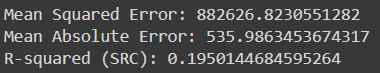 Mean Squared Error: 882626.8230551282
Mean Absolute Error: 535.9863453674317
R-squared (SRC): 0.1950144684595264